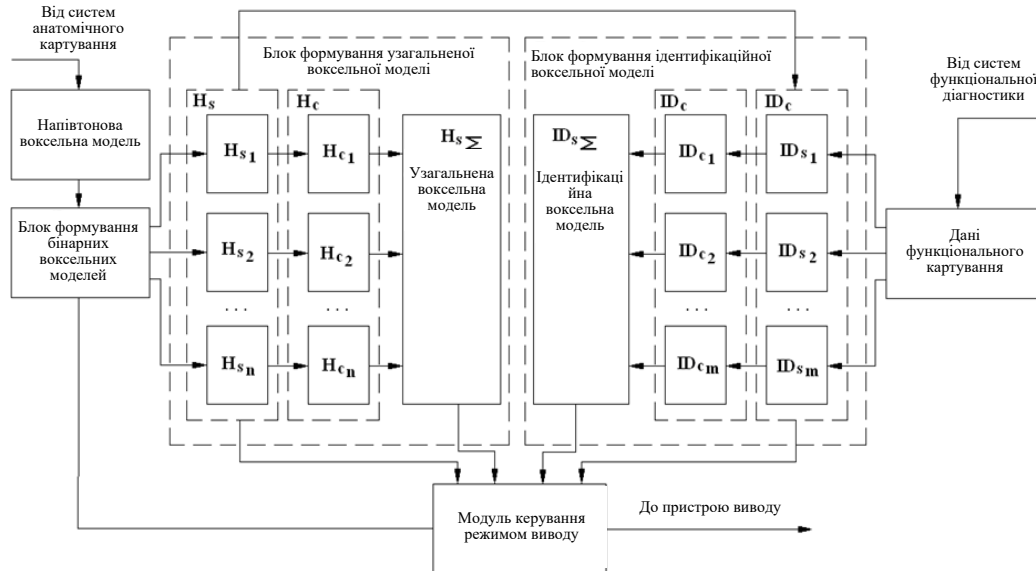 Від систем
анатомічного
картування
Блок формування узагальненої
воксельної моделі
Блок формування ідентифікаційної
воксельної моделі
Від систем
функціональної
діагностики
Напівтонова
воксельна модель
Блок формування
бінарних
воксельних
моделей
Hs
Hc
Hs1
Hc1
Hs2
Hc2
. . .
. . .
Hsn
Hcn
Hs∑
Узагальнена
воксельна
модель
IDs∑
Ідентифікаці
йна
воксельна
модель
IDc
IDc
IDc1
IDs1
IDc2
IDs2
. . .
. . .
IDcm
IDsm
Дані
функціонального
картування
Модуль керування
режимом виводу
До пристрою виводу